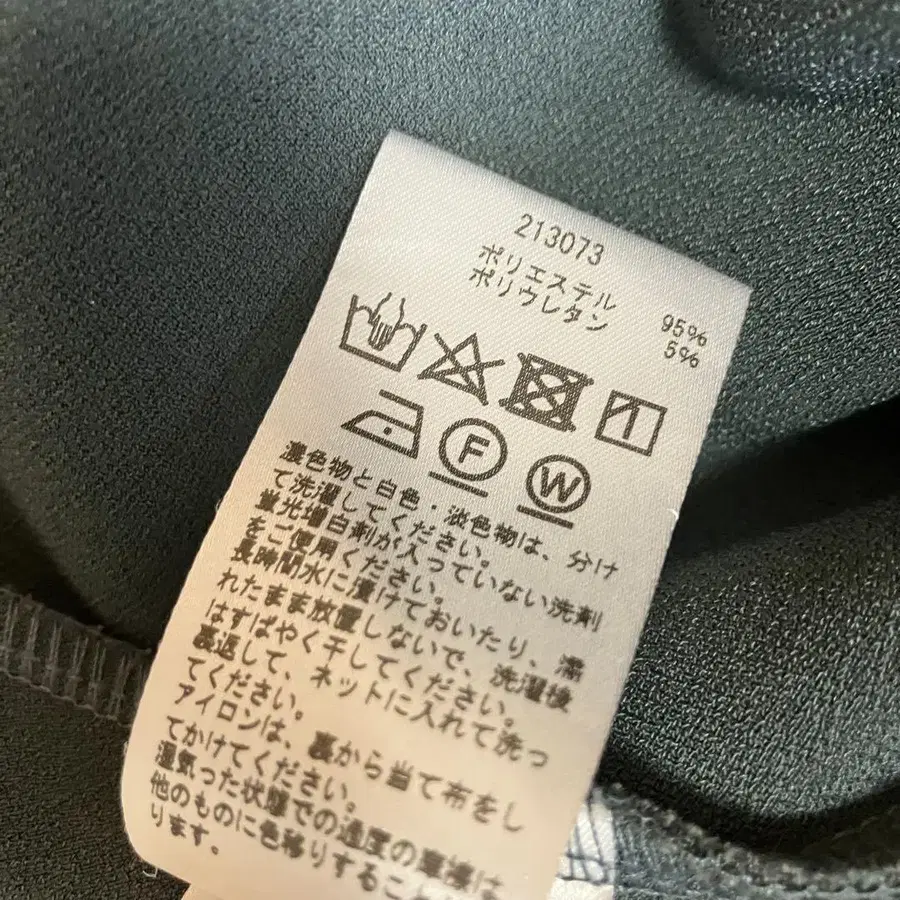 213073
ポリエステル 95%
ポリウレタン 5%
F
W
濃色物と白色・淡色物は、分け
て洗濯してください。
蛍光増白剤が入っていない洗剤
をご使用ください。
長時間水に漬けておいたり、濡
れたまま放置しないで、洗濯後
はすばやく干してください。
裏返して、ネットに入れて洗っ
てください。
アイロンは、裏から当て布をし
てかけてください。
湿気った状態での過度の摩擦は
他のものに色移りすること
ります。